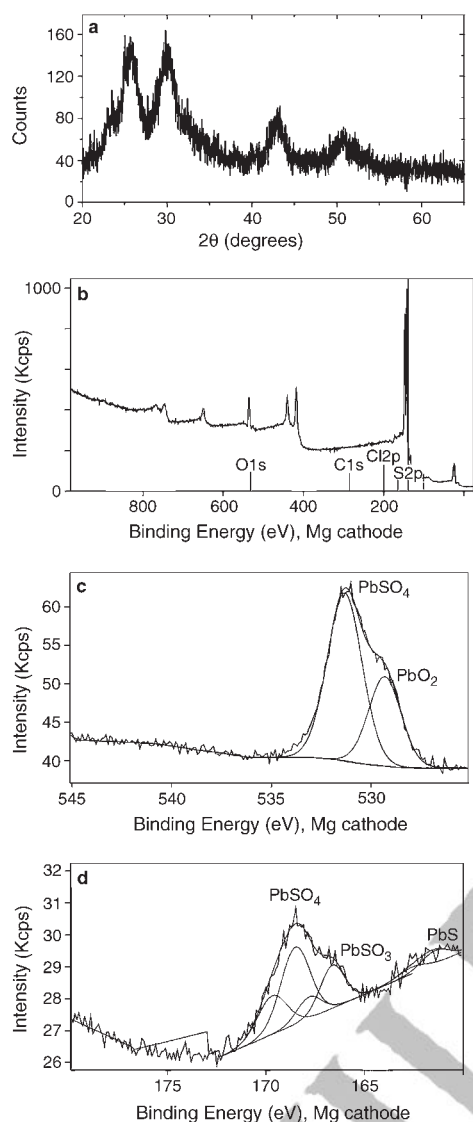 a
160
120
80
40
0
Counts
20 30 40 50 60
2θ (degrees)
b
1000
0
Intensity (Kcps)
O1s C1s Cl2p S2p
800 600 400 200
Binding Energy (eV), Mg cathode
c
PbSO4
PbO2
60
55
50
45
40
Intensity (Kcps)
545 540 535 530
Binding Energy (eV), Mg cathode
d
PbSO4
PbSO3
PbS
32
31
30
29
28
27
26
Intensity (Kcps)
175 170 165
Binding Energy (eV), Mg cathode